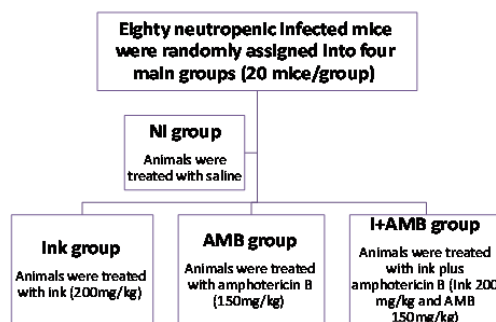 Eighty neutropenic infected mice
were randomly assigned into four
main groups (20 mice/group)
NI group
Animals were
treated with saline
Ink group
Animals were treated
with ink (200mg/kg)
AMB group
Animals were treated
with amphotericin B
(150mg/kg)
I+AMB group
Animals were treated
with ink plus
amphotericin B (Ink 200
mg/kg and AMB
150mg/kg)